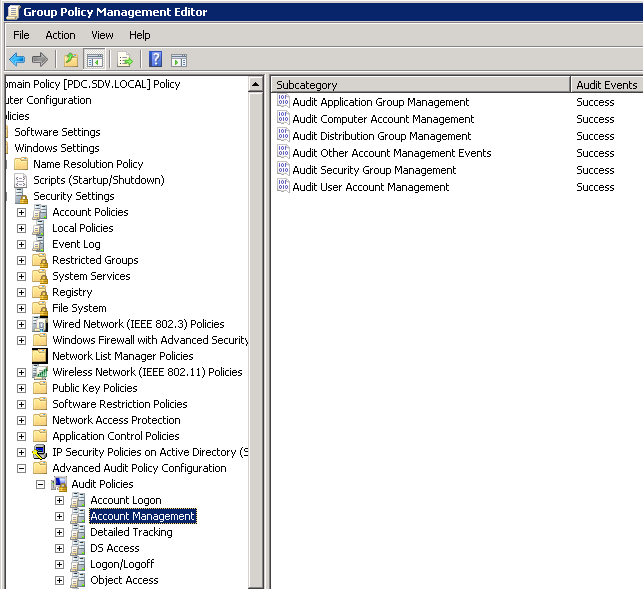 Group Policy Management Editor
File Action View Help
omain Policy [PDC.SDV.LOCAL] Policy
uter Configuration
licies
Software Settings
Windows Settings
Name Resolution Policy
Scripts (Startup/Shutdown)
Security Settings
Account Policies
Local Policies
Event Log
Restricted Groups
System Services
Registry
File System
Wired Network (IEEE 802.3) Policies
Windows Firewall with Advanced Security
Network List Manager Policies
Wireless Network (IEEE 802.11) Policies
Public Key Policies
Software Restriction Policies
Network Access Protection
Application Control Policies
IP Security Policies on Active Directory (S
Advanced Audit Policy Configuration
Audit Policies
Account Logon
Account Management
Detailed Tracking
DS Access
Logon/Logoff
Object Access
Subcategory Audit Events
Audit Application Group Management Success
Audit Computer Account Management Success
Audit Distribution Group Management Success
Audit Other Account Management Events Success
Audit Security Group Management Success
Audit User Account Management Success